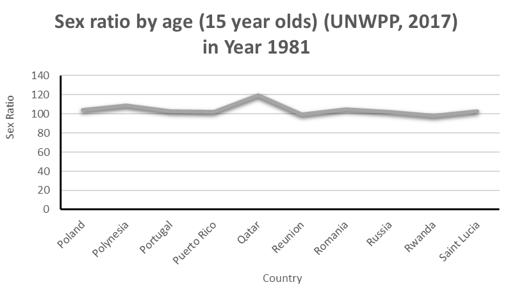 Sex ratio by age (15 year olds) (UNWPP, 2017)
in Year 1981
140
120
100
80
60
40
20
0
Sex Ratio
Poland
Polynesia
Portugal
Puerto Rico
Qatar
Reunion
Romania
Russia
Rwanda
Saint Lucia
Country